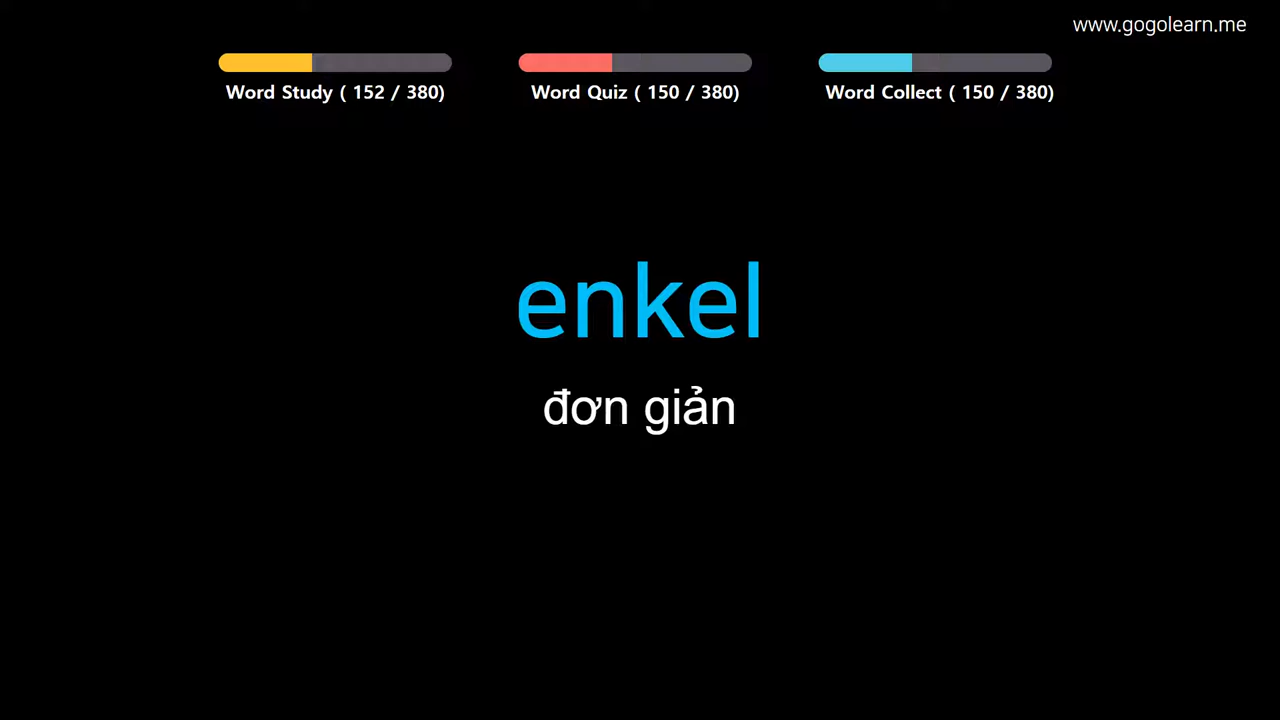 www.gogolearn.me
Word Study ( 152 / 380)
Word Quiz ( 150 / 380)
Word Collect ( 150 / 380)
enkel
đơn giản